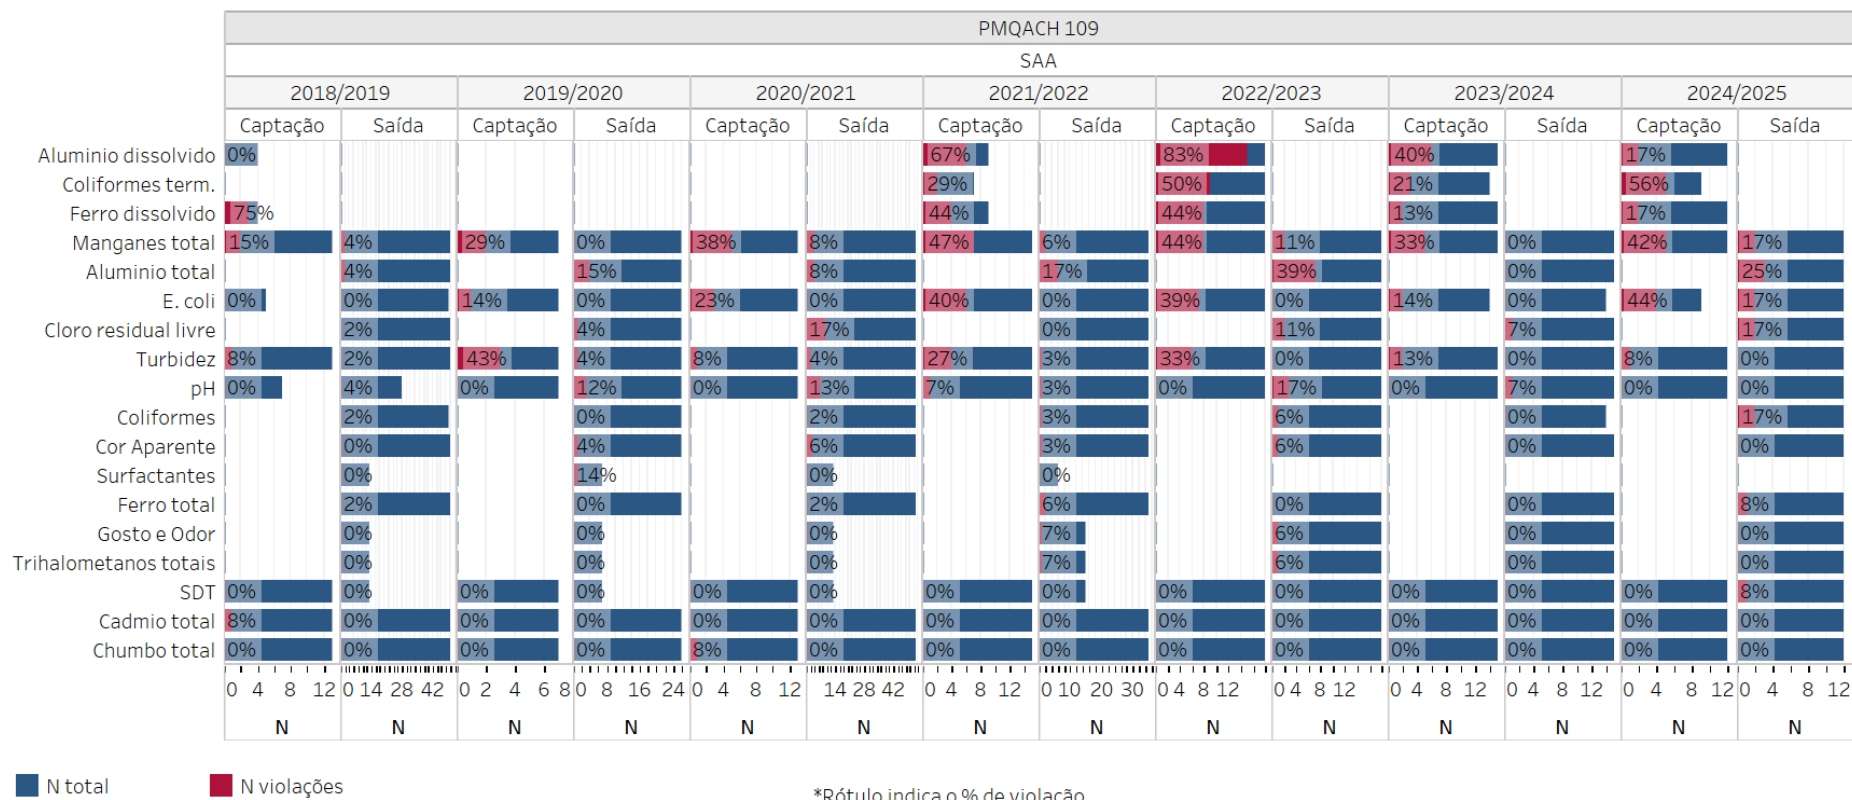 PMQACH 109
SAA
2018/2019 2019/2020 2020/2021 2021/2022 2022/2023 2023/2024 2024/2025
Captação Saída Captação Saída Captação Saída Captação Saída Captação Saída Captação Saída Captação Saída
Aluminio dissolvido 0% 67% 83% 40% 17%
Coliformes term. 29% 50% 21% 56%
Ferro dissolvido 75% 44% 44% 13% 17%
Manganes total 15% 4% 29% 0% 38% 8% 47% 6% 44% 11% 33% 0% 42% 17%
Aluminio total 4% 15% 8% 17% 39% 0% 25%
E. coli 0% 0% 14% 0% 23% 0% 40% 0% 39% 0% 14% 0% 44% 17%
Cloro residual livre 2% 4% 17% 0% 11% 7% 17%
Turbidez 8% 2% 43% 4% 8% 4% 27% 3% 33% 0% 13% 0% 8% 0%
pH 0% 4% 0% 12% 0% 13% 7% 3% 0% 17% 0% 7% 0% 0%
Coliformes 2% 0% 2% 3% 6% 0% 17%
Cor Aparente 0% 4% 6% 3% 6% 0% 0%
Surfactantes 0% 14% 0% 0%
Ferro total 2% 0% 2% 6% 0% 0% 8%
Gosto e Odor 0% 0% 0% 7% 6% 0% 0%
Trihalometanos totais 0% 0% 0% 7% 6% 0% 0%
SDT 0% 0% 0% 0% 0% 0% 0% 0% 0% 0% 0% 0% 0% 8%
Cadmio total 8% 0% 0% 0% 0% 0% 0% 0% 0% 0% 0% 0% 0% 0%
Chumbo total 0% 0% 0% 0% 8% 0% 0% 0% 0% 0% 0% 0% 0% 0%
0 4 8 12 0 14 28 42 0 2 4 6 8 0 8 16 24 0 4 8 12 14 28 42 0 4 8 12 0 10 20 30 0 4 8 12 0 4 8 12 0 4 8 12 0 4 8 12 0 4 8 12 0 4 8 12
N N N N N N N N N N N N N N
N total N violações
*Rótulo indica o % de violação